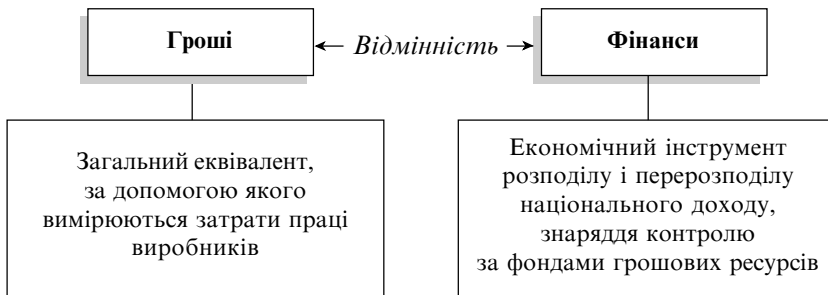 Гроші
Відмінність
Фінанси
Загальний еквівалент,
за допомогою якого
вимірюються затрати праці
виробників
Економічний інструмент
розподілу і перерозподілу
національного доходу,
знаряддя контролю
за фондами грошових ресурсів